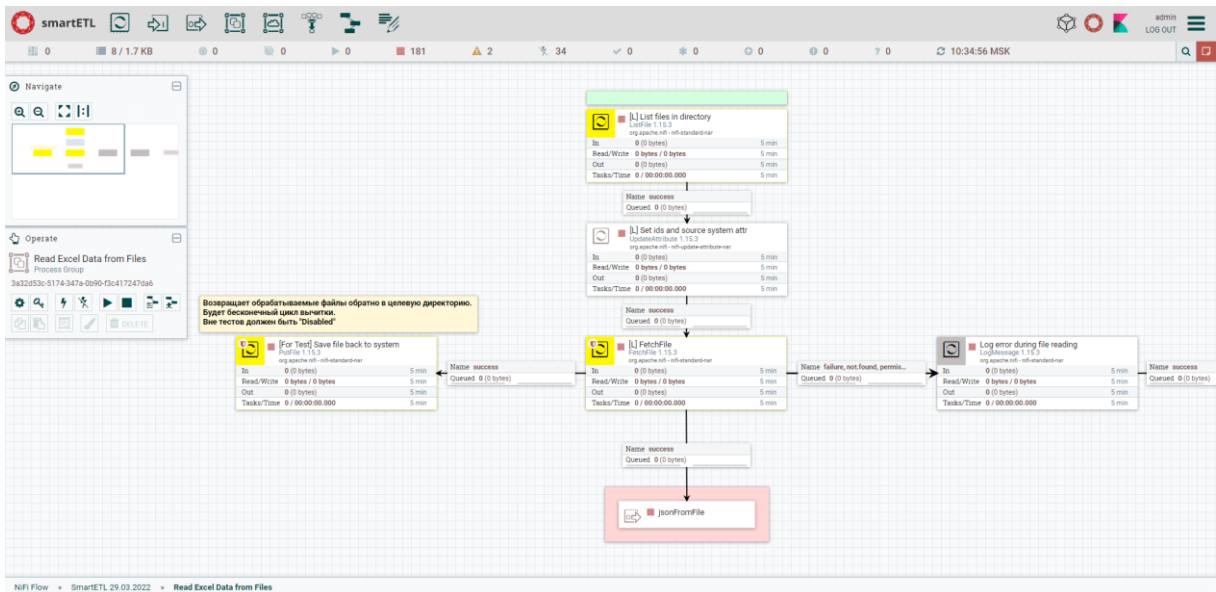 smartETL
admin
LOG OUT
0 8 / 1.7 KB 0 0 0 181 2 34 0 0 0 0 0 10:34:56 MSK
Navigate
Operate
Read Excel Data from Files
Process Group
3a32d53c-5174-347a-0b90-f3c417247da6
DELETE
Возвращает обрабатываемые файлы обратно в целевую директорию.
Будет бесконечный цикл вычитки.
Вне тестов должен быть "Disabled"
[L] List files in directory
ListFile 1.15.3
org.apache.nifi - nifi-standard-nar
In 0 (0 bytes) 5 min
Read/Write 0 bytes / 0 bytes 5 min
Out 0 (0 bytes) 5 min
Tasks/Time 0 / 00:00:00.000 5 min
Name success
Queued 0 (0 bytes)
[L] Set ids and source system attr
UpdateAttribute 1.15.3
org.apache.nifi - nifi-update-attribute-nar
In 0 (0 bytes) 5 min
Read/Write 0 bytes / 0 bytes 5 min
Out 0 (0 bytes) 5 min
Tasks/Time 0 / 00:00:00.000 5 min
Name success
Queued 0 (0 bytes)
[For Test] Save file back to system
PutFile 1.15.3
org.apache.nifi - nifi-standard-nar
In 0 (0 bytes) 5 min
Read/Write 0 bytes / 0 bytes 5 min
Out 0 (0 bytes) 5 min
Tasks/Time 0 / 00:00:00.000 5 min
Name success
Queued 0 (0 bytes)
[L] FetchFile
FetchFile 1.15.3
org.apache.nifi - nifi-standard-nar
In 0 (0 bytes) 5 min
Read/Write 0 bytes / 0 bytes 5 min
Out 0 (0 bytes) 5 min
Tasks/Time 0 / 00:00:00.000 5 min
Name failure, not.found, permis...
Queued 0 (0 bytes)
Log error during file reading
LogMessage 1.15.3
org.apache.nifi - nifi-standard-nar
In 0 (0 bytes) 5 min
Read/Write 0 bytes / 0 bytes 5 min
Out 0 (0 bytes) 5 min
Tasks/Time 0 / 00:00:00.000 5 min
Name success
Queued 0 (0 bytes)
Name success
Queued 0 (0 bytes)
jsonFromFile
NiFi Flow » SmartETL 29.03.2022 » Read Excel Data from Files